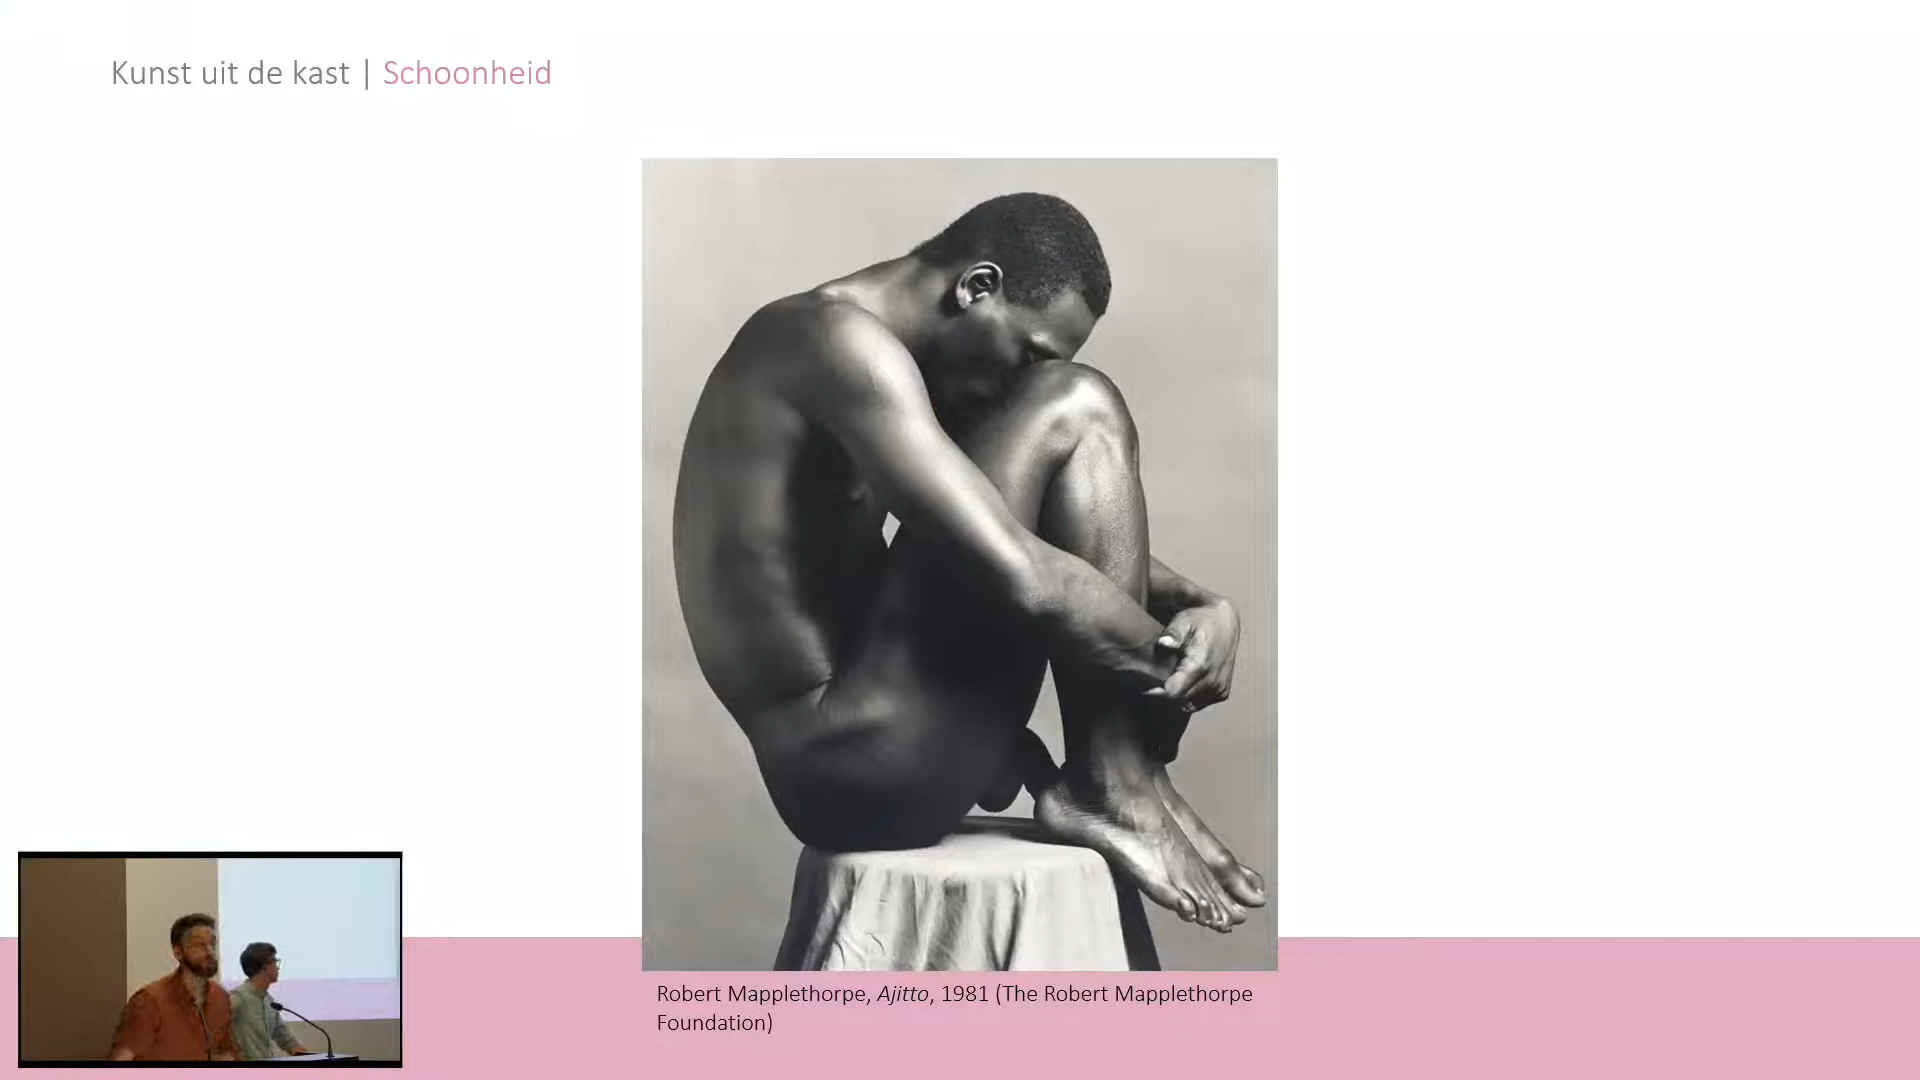 Kunst uit de kast | Schoonheid
Robert Mapplethorpe, Ajitto, 1981 (The Robert Mapplethorpe
Foundation)